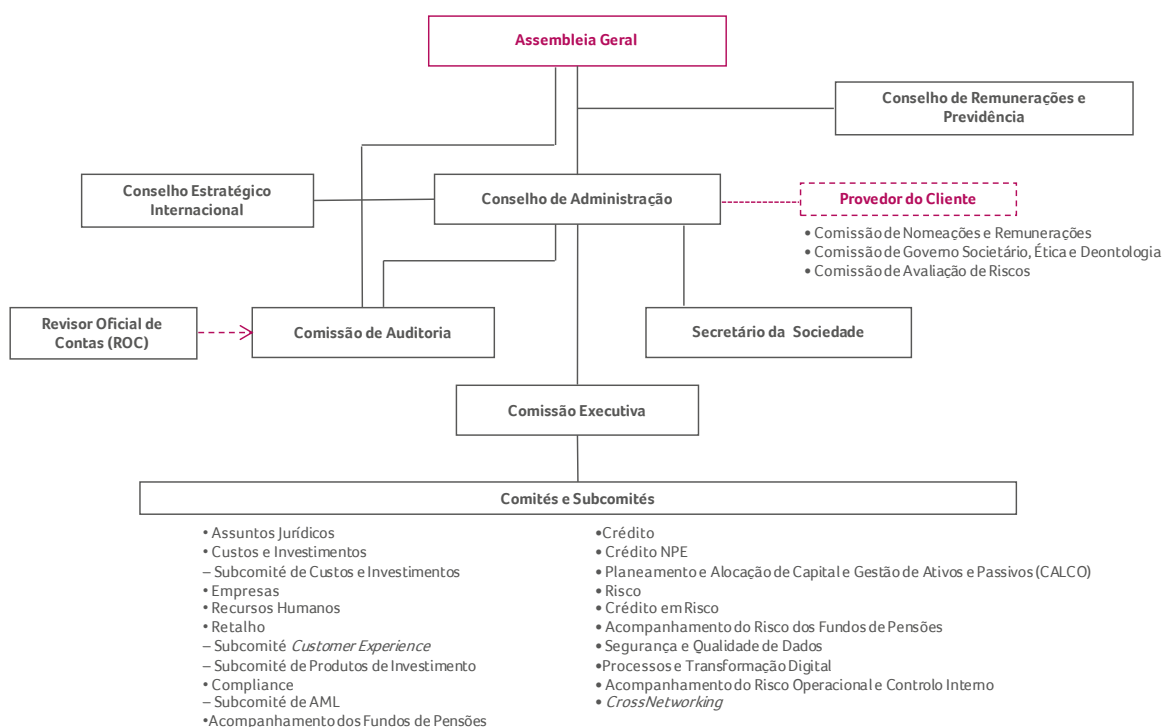 Assembleia Geral
Conselho de Remunerações e
Previdência
Conselho Estratégico
Internacional
Conselho de Administração
Provedor do Cliente
• Comissão de Nomeações e Remunerações
• Comissão de Governo Societário, Ética e Deontologia
• Comissão de Avaliação de Riscos
Revisor Oficial de
Contas (ROC)
Comissão de Auditoria
Secretário da Sociedade
Comissão Executiva
Comités e Subcomités
• Assuntos Jurídicos
• Custos e Investimentos
– Subcomité de Custos e Investimentos
• Empresas
• Recursos Humanos
• Retalho
– Subcomité Customer Experience
– Subcomité de Produtos de Investimento
• Compliance
– Subcomité de AML
•Acompanhamento dos Fundos de Pensões
•Crédito
• Crédito NPE
• Planeamento e Alocação de Capital e Gestão de Ativos e Passivos (CALCO)
• Risco
• Crédito em Risco
• Acompanhamento do Risco dos Fundos de Pensões
• Segurança e Qualidade de Dados
•Processos e Transformação Digital
• Acompanhamento do Risco Operacional e Controlo Interno
• CrossNetworking